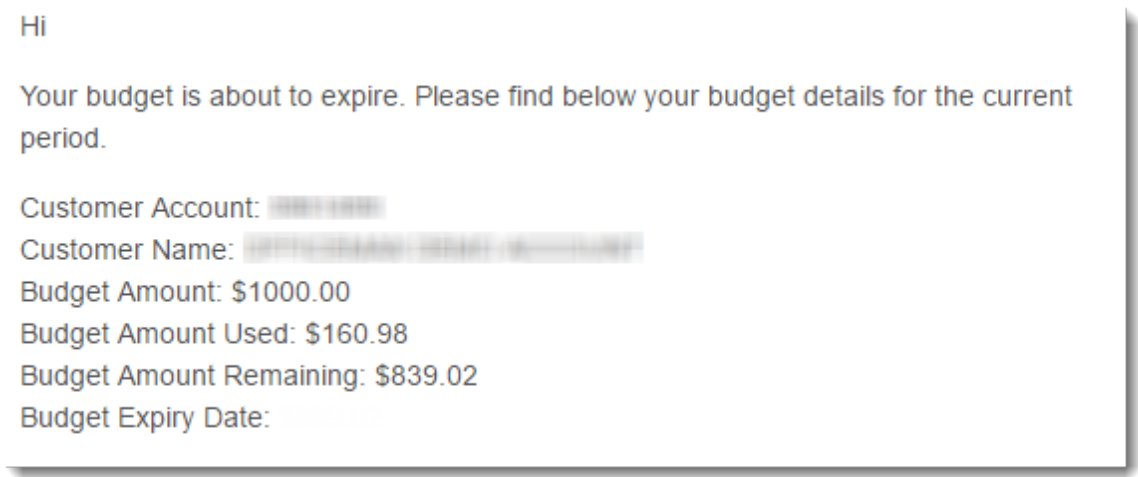 Hi
Your budget is about to expire. Please find below your budget details for the current
period.
Customer Account:
Customer Name:
Budget Amount: $1000.00
Budget Amount Used: $160.98
Budget Amount Remaining: $839.02
Budget Expiry Date: